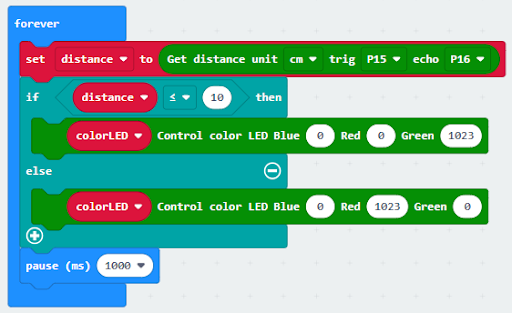 forever
set distance to Get distance unit cm trig P15 echo P16
if distance ≤ 10 then
colorLED Control color LED Blue 0 Red 0 Green 1023
else
colorLED Control color LED Blue 0 Red 1023 Green 0
pause (ms) 1000